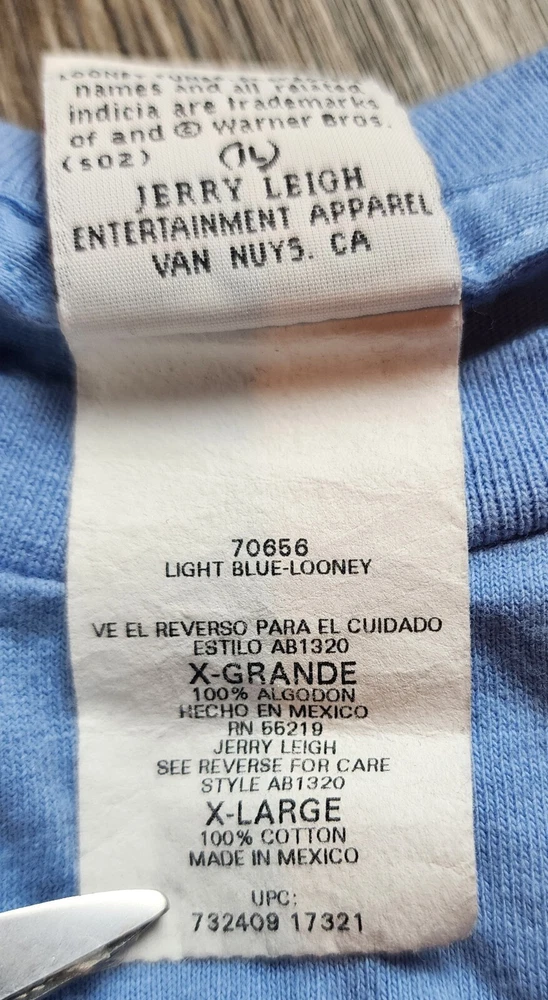 names and all related
indicia are trademarks
of and © Warner Bros.
(s02)
JL
JERRY LEIGH
ENTERTAINMENT APPAREL
VAN NUYS. CA
70656
LIGHT BLUE-LOONEY
VE EL REVERSO PARA EL CUIDADO
ESTILO AB1320
X-GRANDE
100% ALGODON
HECHO EN MEXICO
RN 55219
JERRY LEIGH
SEE REVERSE FOR CARE
STYLE AB1320
X-LARGE
100% COTTON
MADE IN MEXICO
UPC:
732409 17321